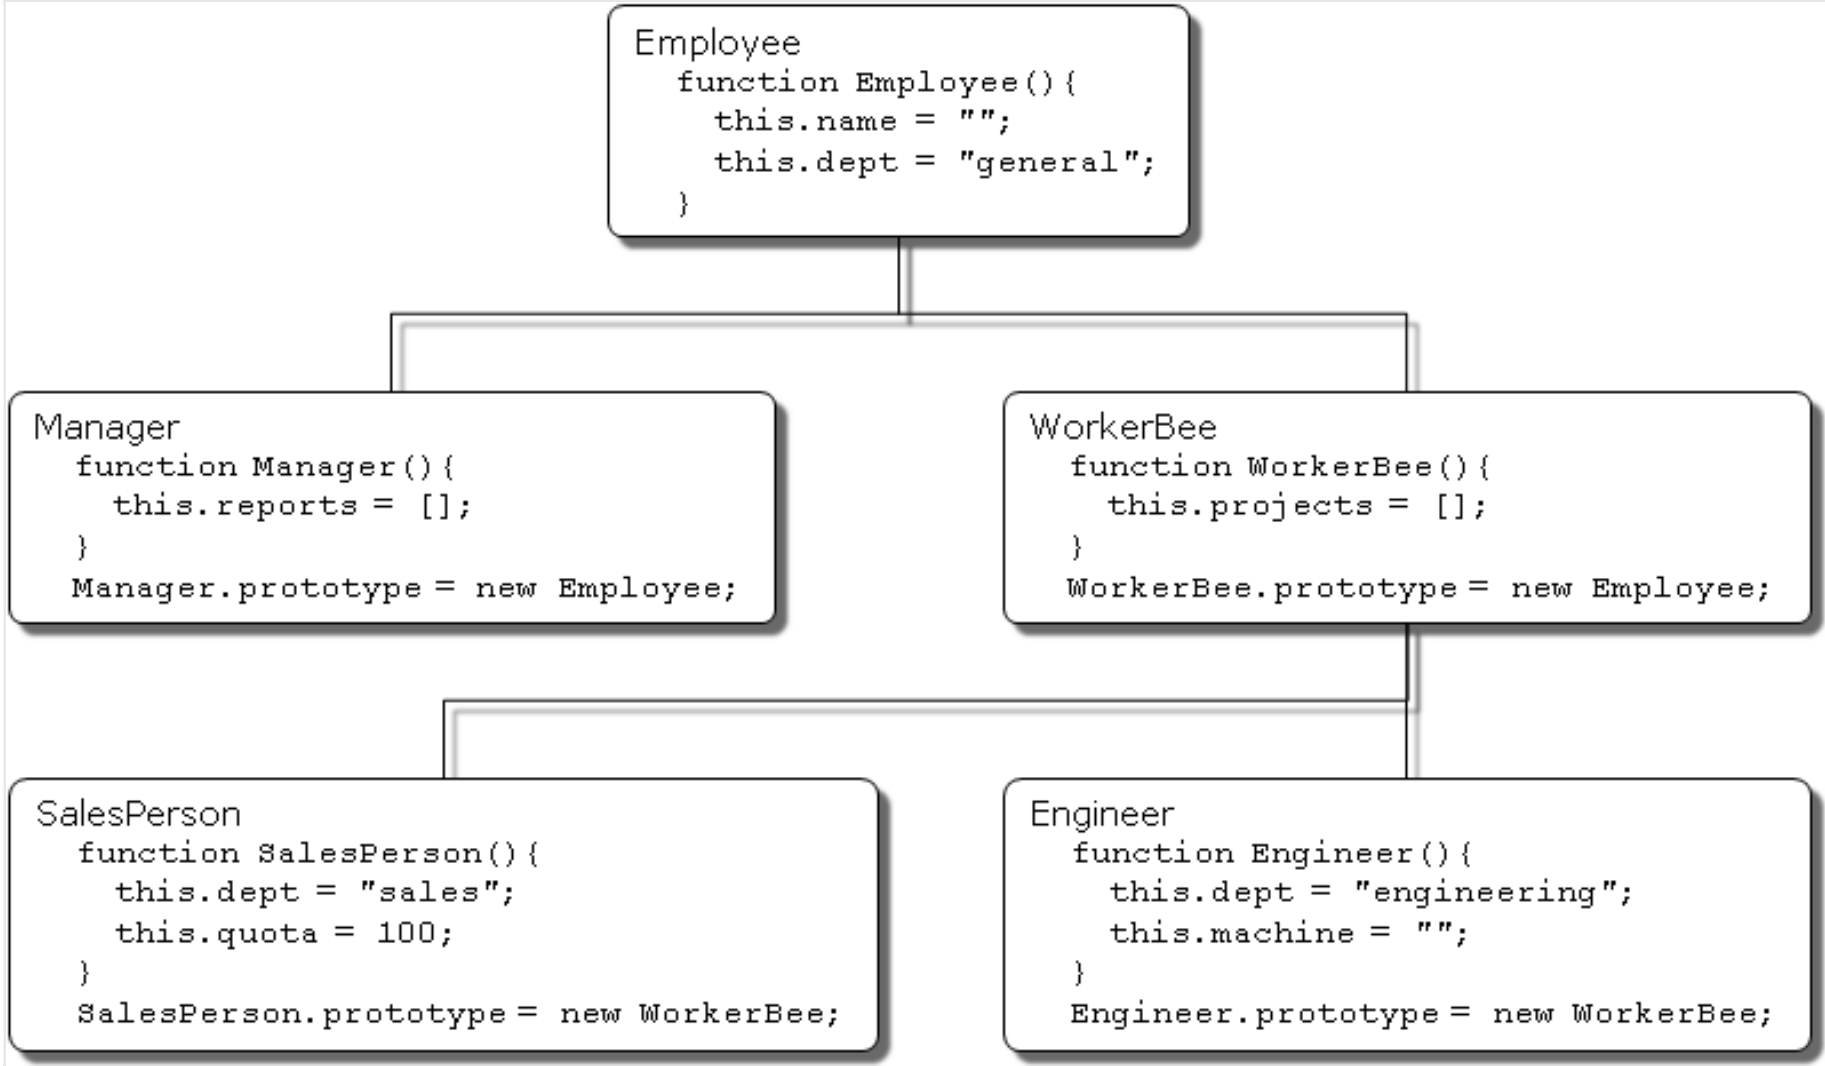 Employee
function Employee(){
this.name = "";
this.dept = "general";
}
Manager
function Manager(){
this.reports = [];
}
Manager.prototype = new Employee;
WorkerBee
function WorkerBee(){
this.projects = [];
}
WorkerBee.prototype = new Employee;
SalesPerson
function SalesPerson(){
this.dept = "sales";
this.quota = 100;
}
SalesPerson.prototype = new WorkerBee;
Engineer
function Engineer(){
this.dept = "engineering";
this.machine = "";
}
Engineer.prototype = new WorkerBee;